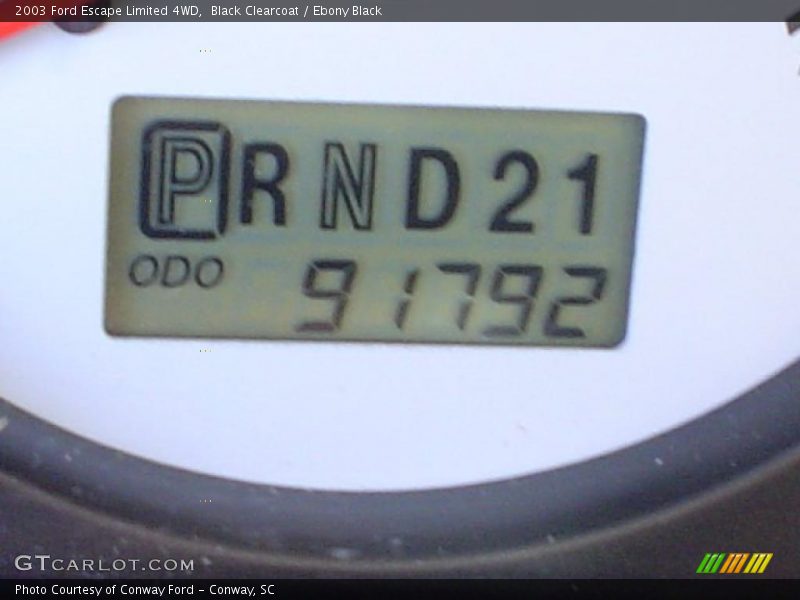 2003 Ford Escape Limited 4WD,  Black Clearcoat / Ebony Black
PRND21
ODO 91792
GTCARLOT.COM
Photo Courtesy of Conway Ford - Conway, SC